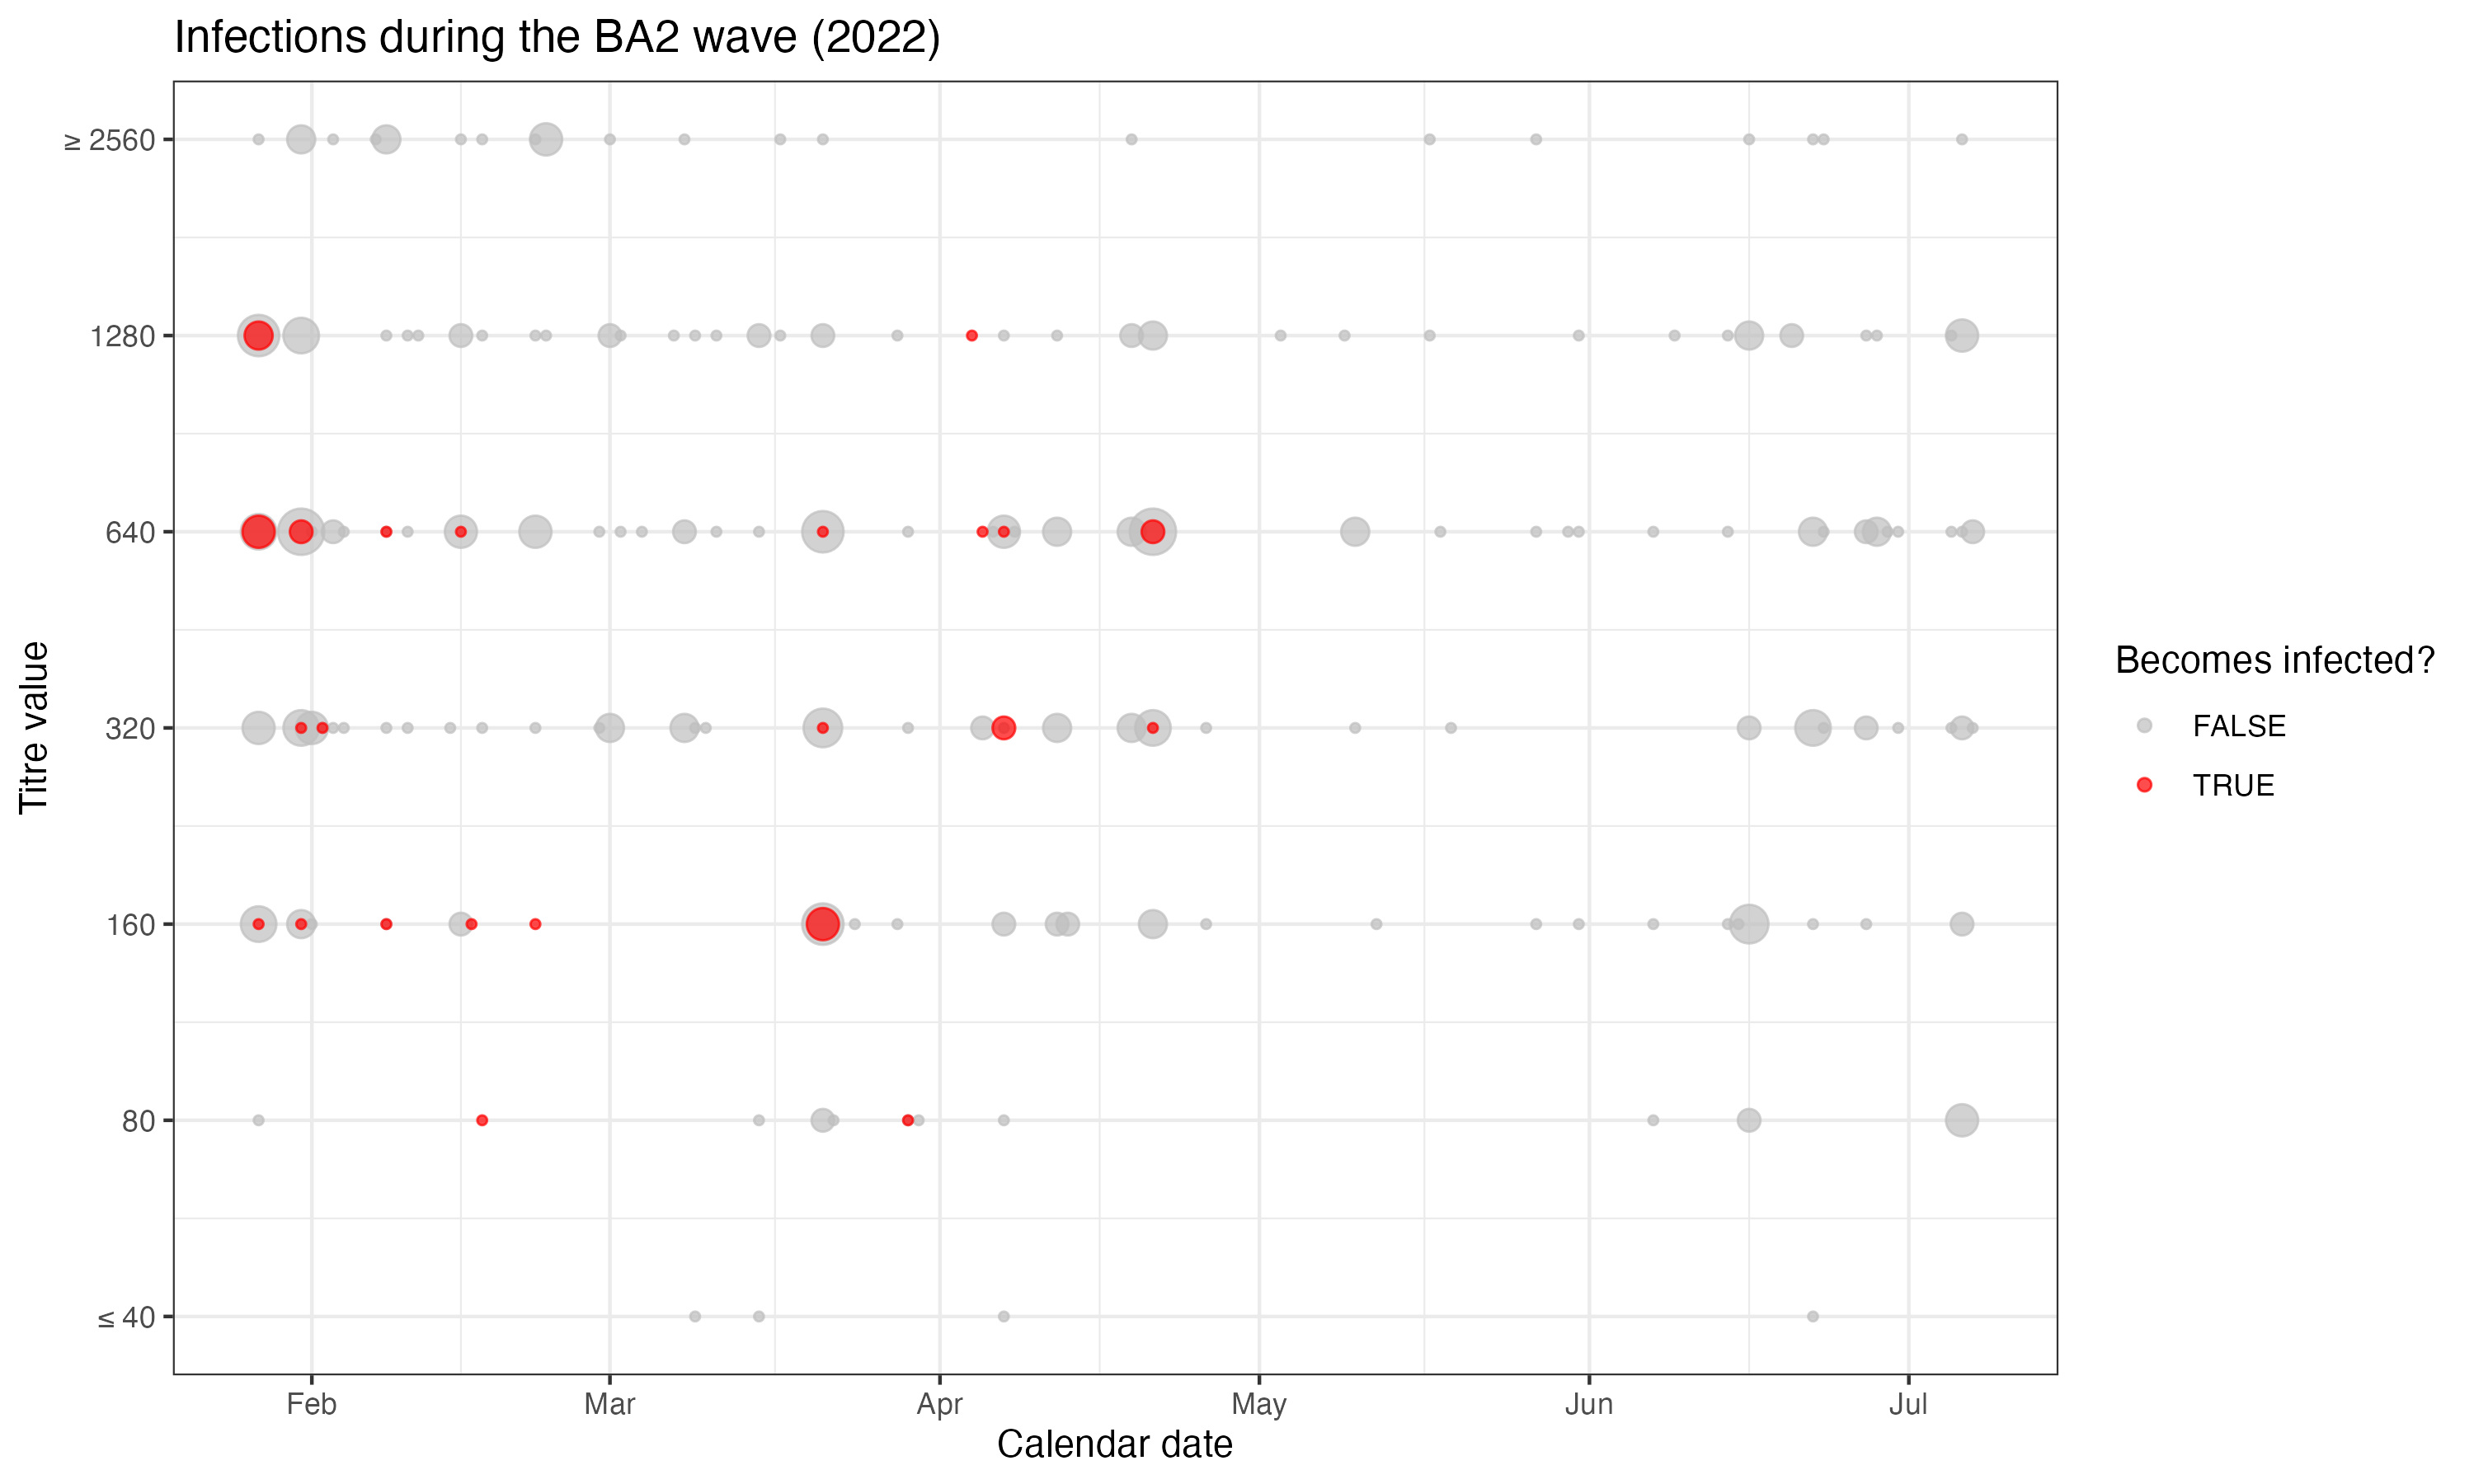 Infections during the BA2 wave (2022)
≥ 2560
1280
640
320
160
80
≤ 40
Titre value
Feb
Mar
Apr
May
Jun
Jul
Calendar date
Becomes infected?
FALSE
TRUE